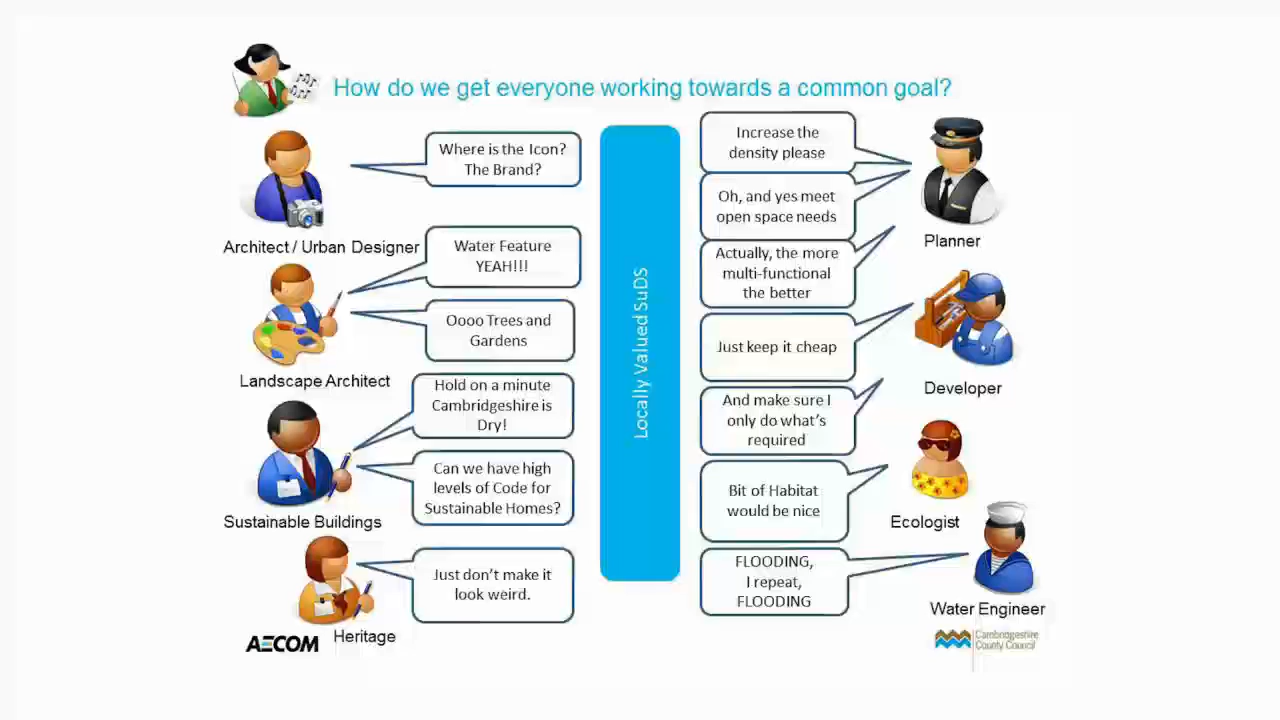 How do we get everyone working towards a common goal?
Where is the Icon?
The Brand?
Architect / Urban Designer
Water Feature
YEAH!!!
Oooo Trees and
Gardens
Landscape Architect
Hold on a minute
Cambridgeshire is
Dry!
Can we have high
levels of Code for
Sustainable Homes?
Sustainable Buildings
Just don't make it
look weird.
Heritage
AECOM
Locally Valued SuDS
Increase the
density please
Oh, and yes meet
open space needs
Actually, the more
multi-functional
the better
Planner
Just keep it cheap
And make sure I
only do what's
required
Developer
Bit of Habitat
would be nice
Ecologist
FLOODING,
I repeat,
FLOODING
Water Engineer
Cambridgeshire
County Council